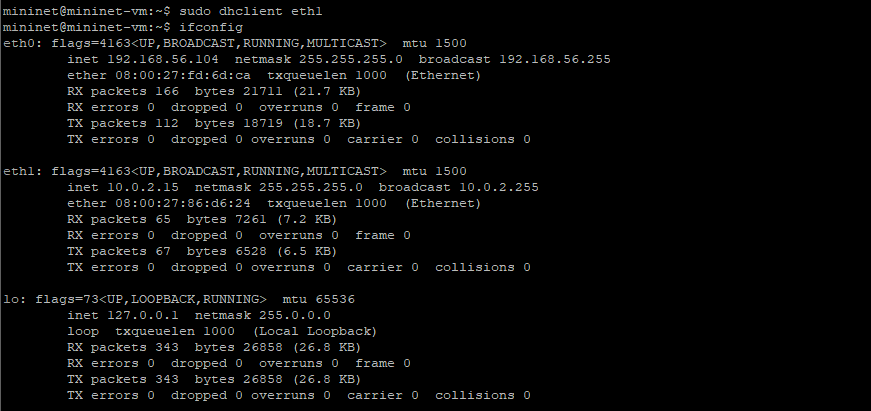 mininet@mininet-vm:~$ sudo dhclient eth1
mininet@mininet-vm:~$ ifconfig
eth0: flags=4163<UP,BROADCAST,RUNNING,MULTICAST>  mtu 1500
        inet 192.168.56.104  netmask 255.255.255.0  broadcast 192.168.56.255
        ether 08:00:27:fd:6d:ca  txqueuelen 1000  (Ethernet)
        RX packets 166  bytes 21711 (21.7 KB)
        RX errors 0  dropped 0  overruns 0  frame 0
        TX packets 112  bytes 18719 (18.7 KB)
        TX errors 0  dropped 0 overruns 0  carrier 0  collisions 0

eth1: flags=4163<UP,BROADCAST,RUNNING,MULTICAST>  mtu 1500
        inet 10.0.2.15  netmask 255.255.255.0  broadcast 10.0.2.255
        ether 08:00:27:86:d6:24  txqueuelen 1000  (Ethernet)
        RX packets 65  bytes 7261 (7.2 KB)
        RX errors 0  dropped 0  overruns 0  frame 0
        TX packets 67  bytes 6528 (6.5 KB)
        TX errors 0  dropped 0 overruns 0  carrier 0  collisions 0

lo: flags=73<UP,LOOPBACK,RUNNING>  mtu 65536
        inet 127.0.0.1  netmask 255.0.0.0
        loop  txqueuelen 1000  (Local Loopback)
        RX packets 343  bytes 26858 (26.8 KB)
        RX errors 0  dropped 0  overruns 0  frame 0
        TX packets 343  bytes 26858 (26.8 KB)
        TX errors 0  dropped 0 overruns 0  carrier 0  collisions 0